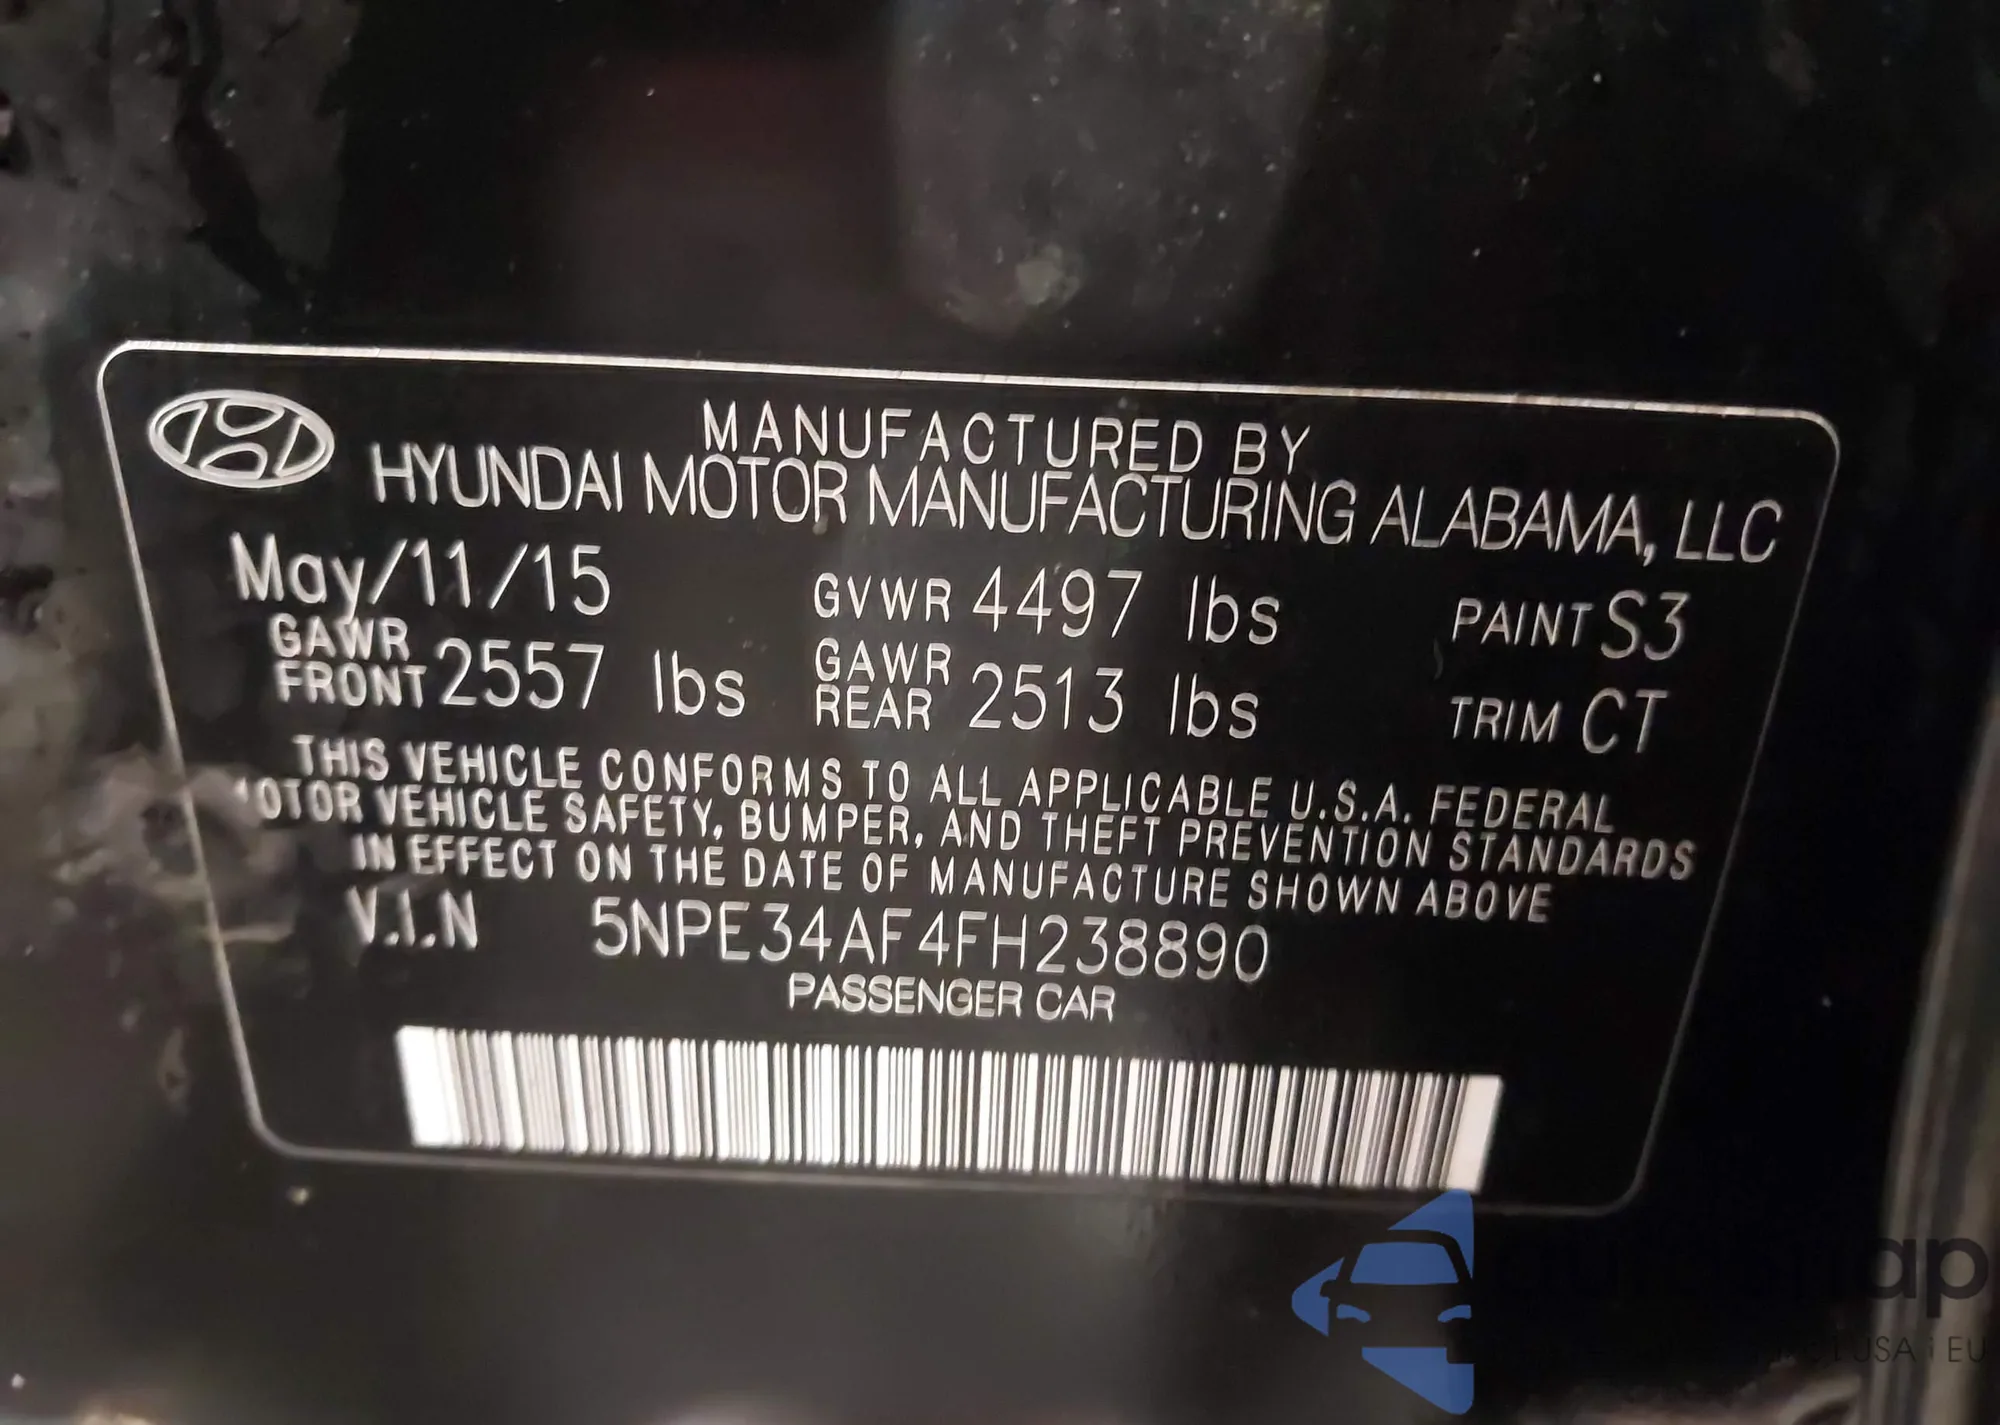 MANUFACTURED BY
HYUNDAI MOTOR MANUFACTURING ALABAMA, LLC
May/11/15 GVWR 4497 lbs PAINT S3
GAWR FRONT 2557 lbs GAWR REAR 2513 lbs TRIM CT
THIS VEHICLE CONFORMS TO ALL APPLICABLE U.S.A. FEDERAL
MOTOR VEHICLE SAFETY, BUMPER, AND THEFT PREVENTION STANDARDS
IN EFFECT ON THE DATE OF MANUFACTURE SHOWN ABOVE
V.I.N 5NPE34AF4FH238890
PASSENGER CAR
USA i EU